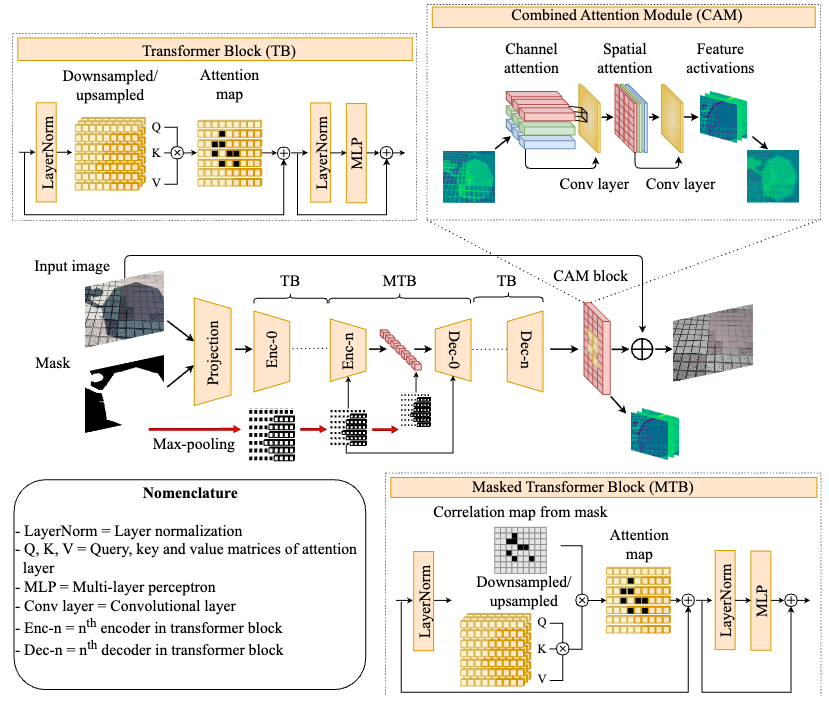 Combined Attention Module (CAM)
Channel
attention
Spatial
attention
Feature
activations
Conv layer
Conv layer
Transformer Block (TB)
Downsampled/
upsampled
Attention
map
LayerNorm
Q
K
V
LayerNorm
MLP
Input image
Mask
Projection
TB
MTB
TB
CAM block
Enc-0
Enc-n
Dec-0
Dec-n
Max-pooling
Nomenclature
- LayerNorm = Layer normalization
- Q, K, V = Query, key and value matrices of attention
layer
- MLP = Multi-layer perceptron
- Conv layer = Convolutional layer
- Enc-n = nth encoder in transformer block
- Dec-n = nth decoder in transformer block
Masked Transformer Block (MTB)
Correlation map from mask
Attention
map
Downsampled/
upsampled
LayerNorm
Q
K
V
LayerNorm
MLP